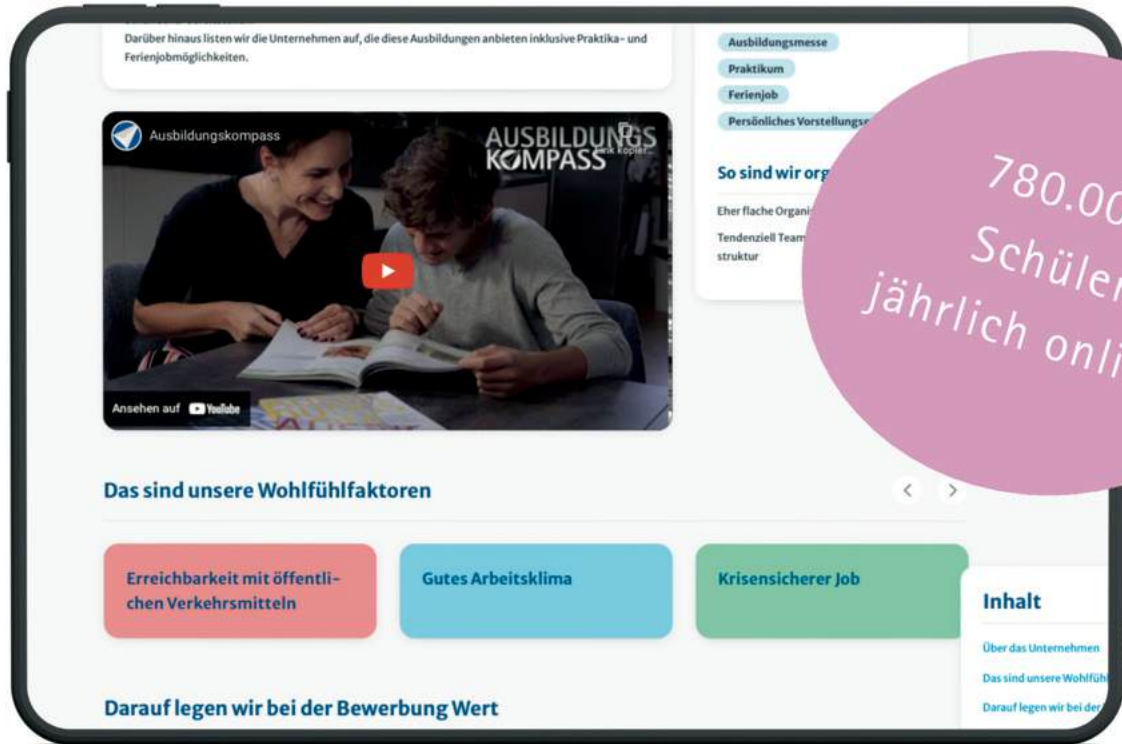 Darüber hinaus listen wir die Unternehmen auf, die diese Ausbildungen anbieten inklusive Praktika- und
Ferienjobmöglichkeiten.
Ausbildungskompass
AUSBILDUNGS
KOMPASS
Ansehen auf YouTube
Ausbildungsmesse
Praktikum
Ferienjob
Persönliches
So sind wir
Eher flache
Tendenziell Team
struktur
780.00
Schüler
jährlich onli
Das sind unsere Wohlfühlfaktoren
Erreichbarkeit mit öffentli-
chen Verkehrsmitteln
Gutes Arbeitsklima
Krisensicherer Job
Inhalt
Über das Unternehmen
Das sind unsere Wohlfühl
Darauf legen wir bei der
Darauf legen wir bei der Bewerbung Wert